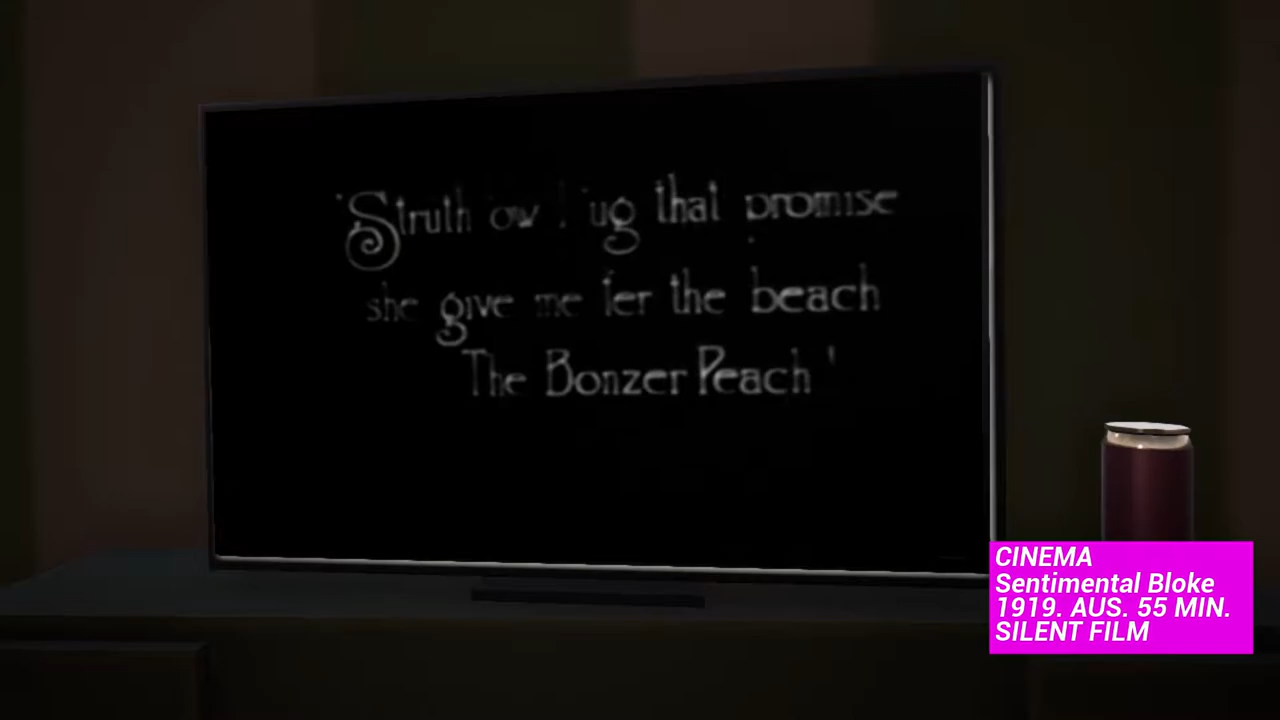 'Struth 'ow I 'ug that promise
she give me fer the beach
The Bonzer Peach'
CINEMA
Sentimental Bloke
1919. AUS. 55 MIN.
SILENT FILM